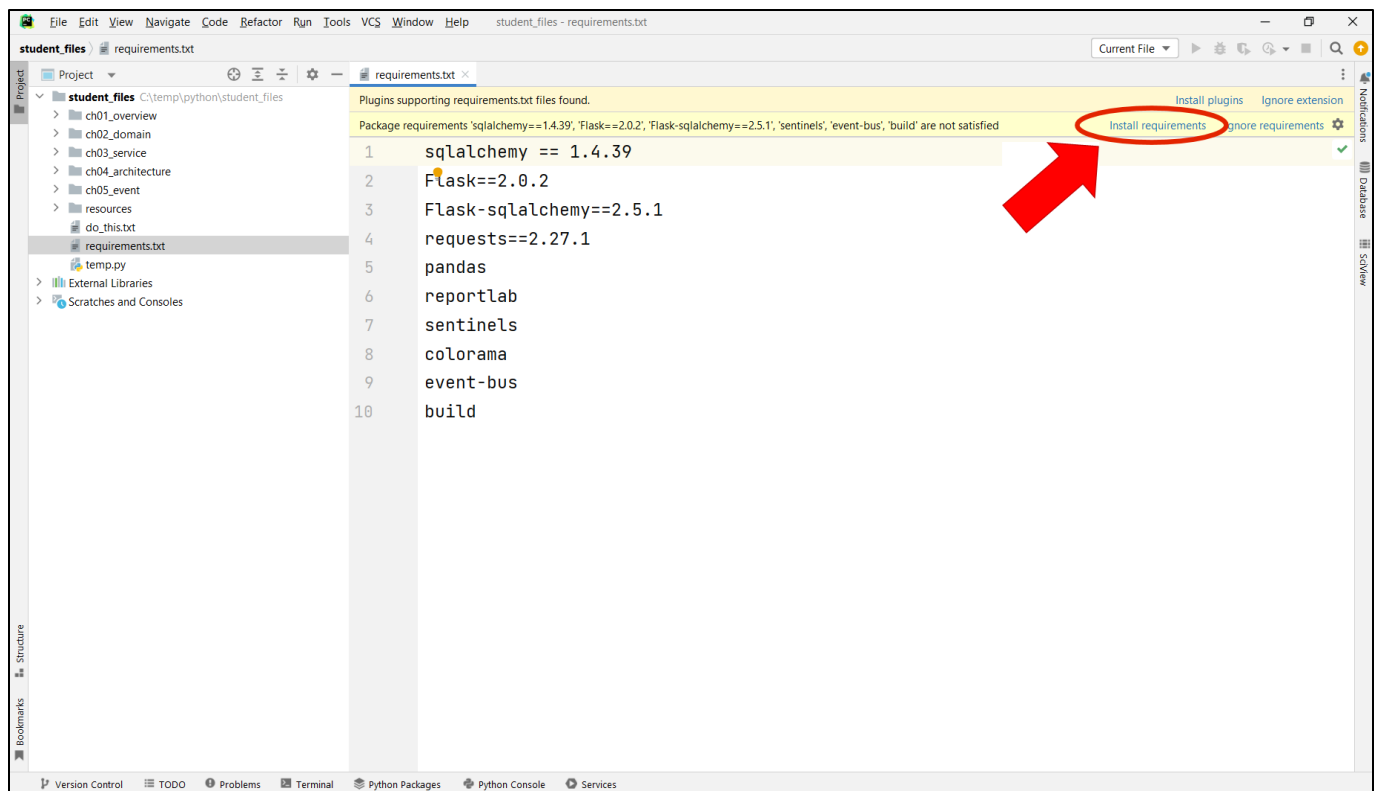 File Edit View Navigate Code Refactor Run Tools VCS Window Help student_files - requirements.txt
student_files requirements.txt Current File
Project
Project
requirements.txt
student_files C:\temp\python\student_files
ch01_overview
ch02_domain
ch03_service
ch04_architecture
ch05_event
resources
do_this.txt
requirements.txt
temp.py
External Libraries
Scratches and Consoles
Plugins supporting requirements.txt files found. Install plugins Ignore extension
Package requirements 'sqlalchemy==1.4.39', 'Flask==2.0.2', 'Flask-sqlalchemy==2.5.1', 'sentinels', 'event-bus', 'build' are not satisfied Install requirements gnore requirements
1 sqlalchemy == 1.4.39
2 Flask==2.0.2
3 Flask-sqlalchemy==2.5.1
4 requests==2.27.1
5 pandas
6 reportlab
7 sentinels
8 colorama
9 event-bus
10 build
Notifications
Database
SciView
Structure
Bookmarks
Version Control TODO Problems Terminal Python Packages Python Console Services